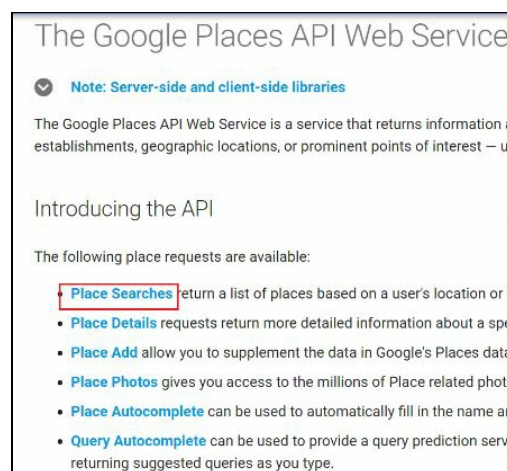 The Google Places API Web Service
Note: Server-side and client-side libraries
The Google Places API Web Service is a service that returns information
establishments, geographic locations, or prominent points of interest —
Introducing the API
The following place requests are available:
• Place Searches return a list of places based on a user's location or
• Place Details requests return more detailed information about a
• Place Add allow you to supplement the data in Google's Places
• Place Photos gives you access to the millions of Place related
• Place Autocomplete can be used to automatically fill in the name
• Query Autocomplete can be used to provide a query prediction
returning suggested queries as you type.